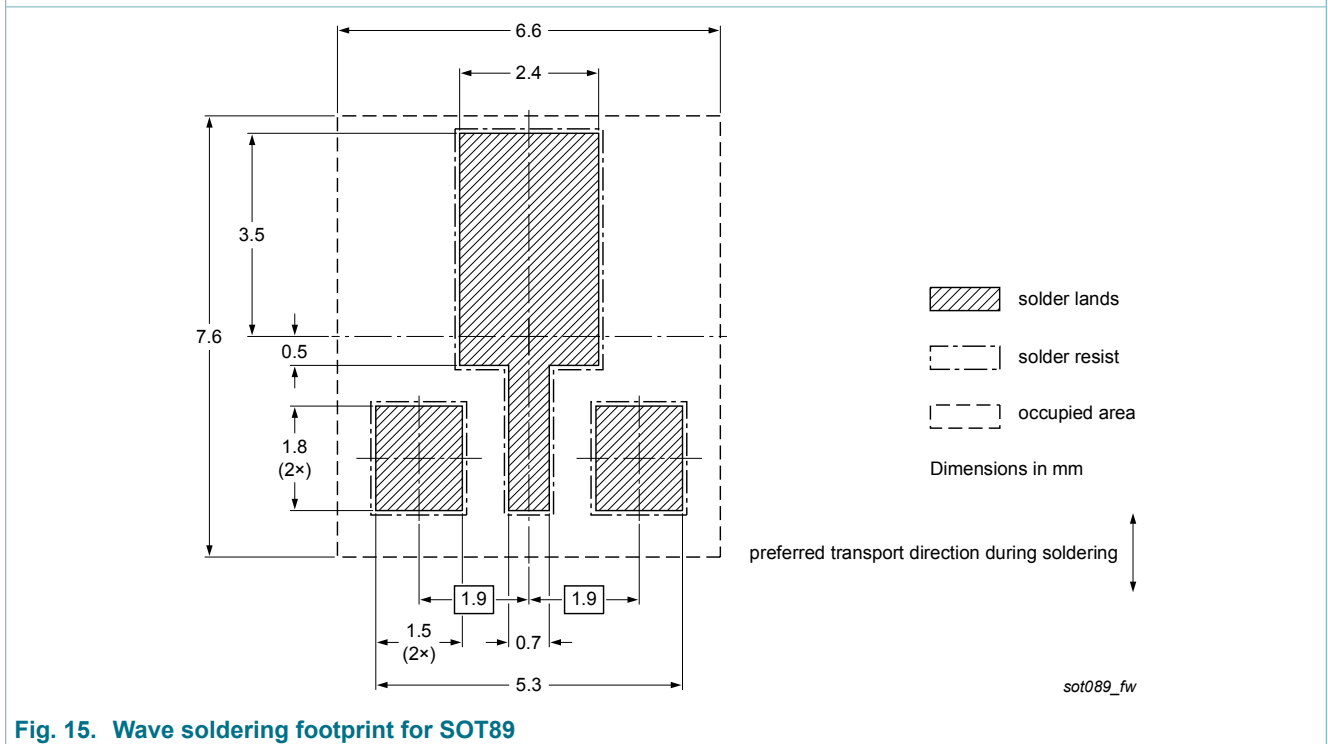 6.6
2.4
3.5
7.6
0.5
solder lands
solder resist
occupied area
1.8
(2×)
Dimensions in mm
preferred transport direction during soldering
1.9
1.9
1.5
(2×)
0.7
5.3
sot089_fw
Fig. 15. Wave soldering footprint for SOT89